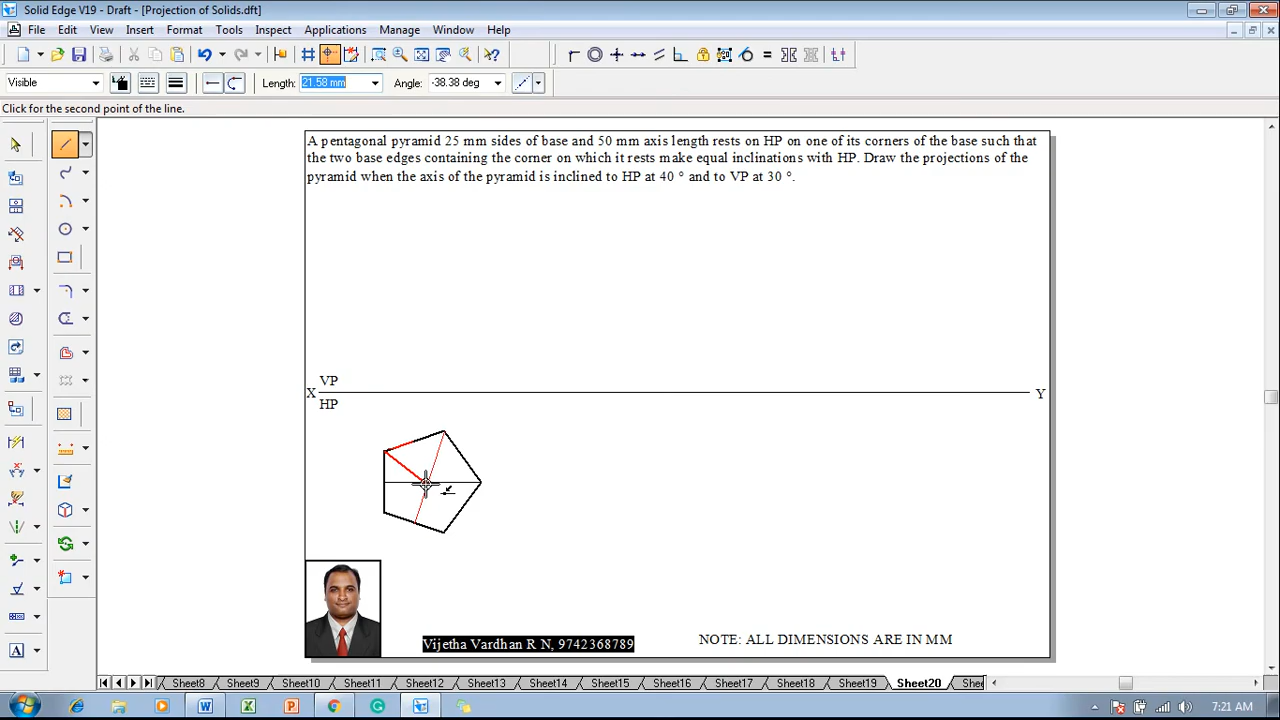 Solid Edge V19 - Draft - [Projection of Solids.dft]
File Edit View Insert Format Tools Inspect Applications Manage Window Help
Visible Length: 21.58 mm Angle: -38.38 deg
Click for the second point of the line.
A pentagonal pyramid 25 mm sides of base and 50 mm axis length rests on HP on one of its corners of the base such that
the two base edges containing the corner on which it rests make equal inclinations with HP. Draw the projections of the
pyramid when the axis of the pyramid is inclined to HP at 40 ° and to VP at 30 °.
VP
X Y
HP
Vijetha Vardhan R N, 9742368789 NOTE: ALL DIMENSIONS ARE IN MM
Sheet8 Sheet9 Sheet10 Sheet11 Sheet12 Sheet13 Sheet14 Sheet15 Sheet16 Sheet17 Sheet18 Sheet19 Sheet20 Shee
7:21 AM